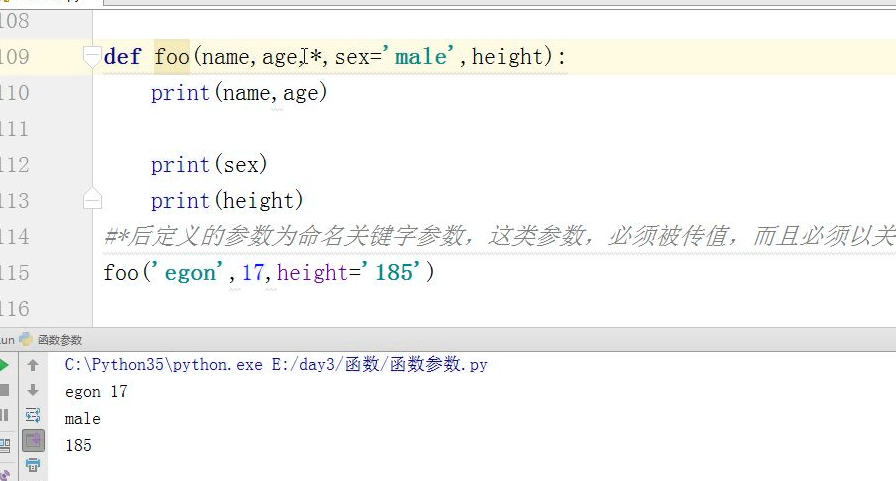 108
109 def foo(name,age,*,sex='male',height):
110 print(name,age)
111
112 print(sex)
113 print(height)
114 #*后定义的参数为命名关键字参数，这类参数，必须被传值，而且必须以关
115 foo('egon',17,height='185')
116
函数参数
C:\Python35\python.exe E:/day3/函数/函数参数.py
egon 17
male
185